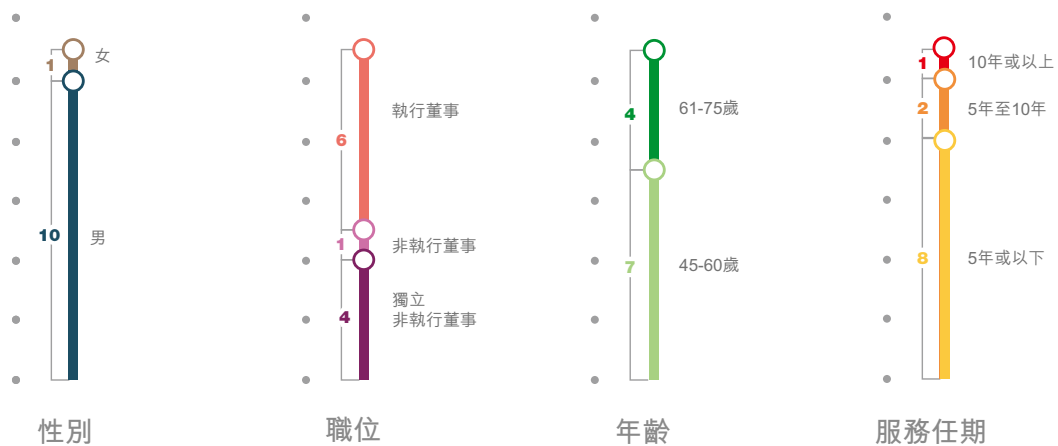 1
女
10
男
性別
6
執行董事
1
非執行董事
4
獨立
非執行董事
職位
4
61-75歲
7
45-60歲
年齡
1
10年或以上
2
5年至10年
8
5年或以下
服務任期